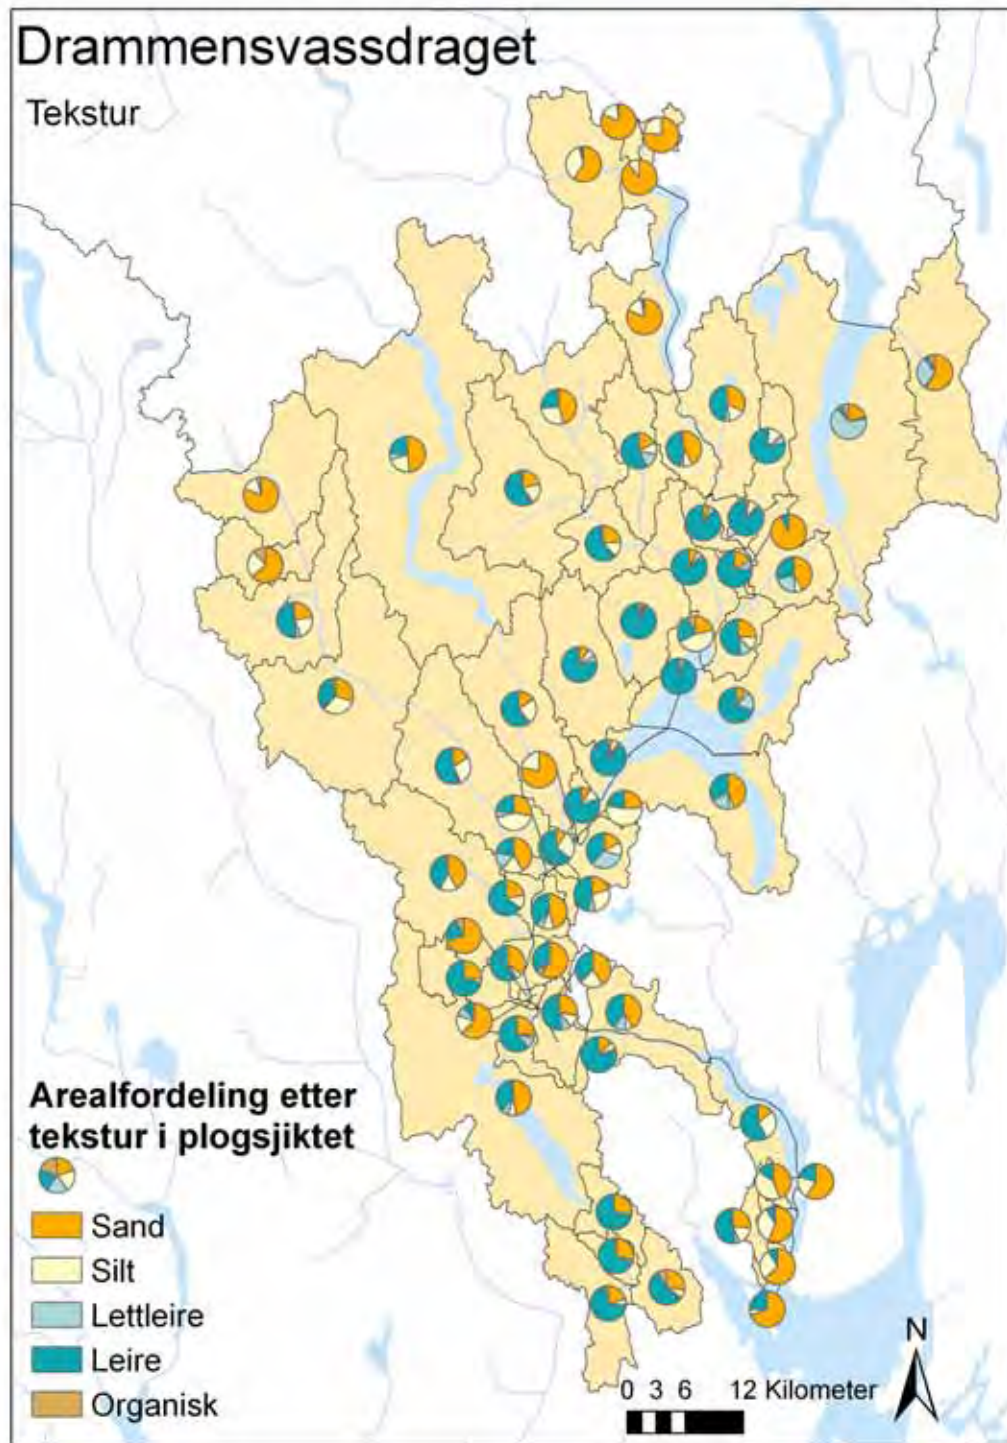 Drammensvassdraget
Tekstur
Arealfordeling etter
tekstur i plogsjiktet
Sand
Silt
Lettleire
Leire
Organisk
N
0 3 6 12 Kilometer